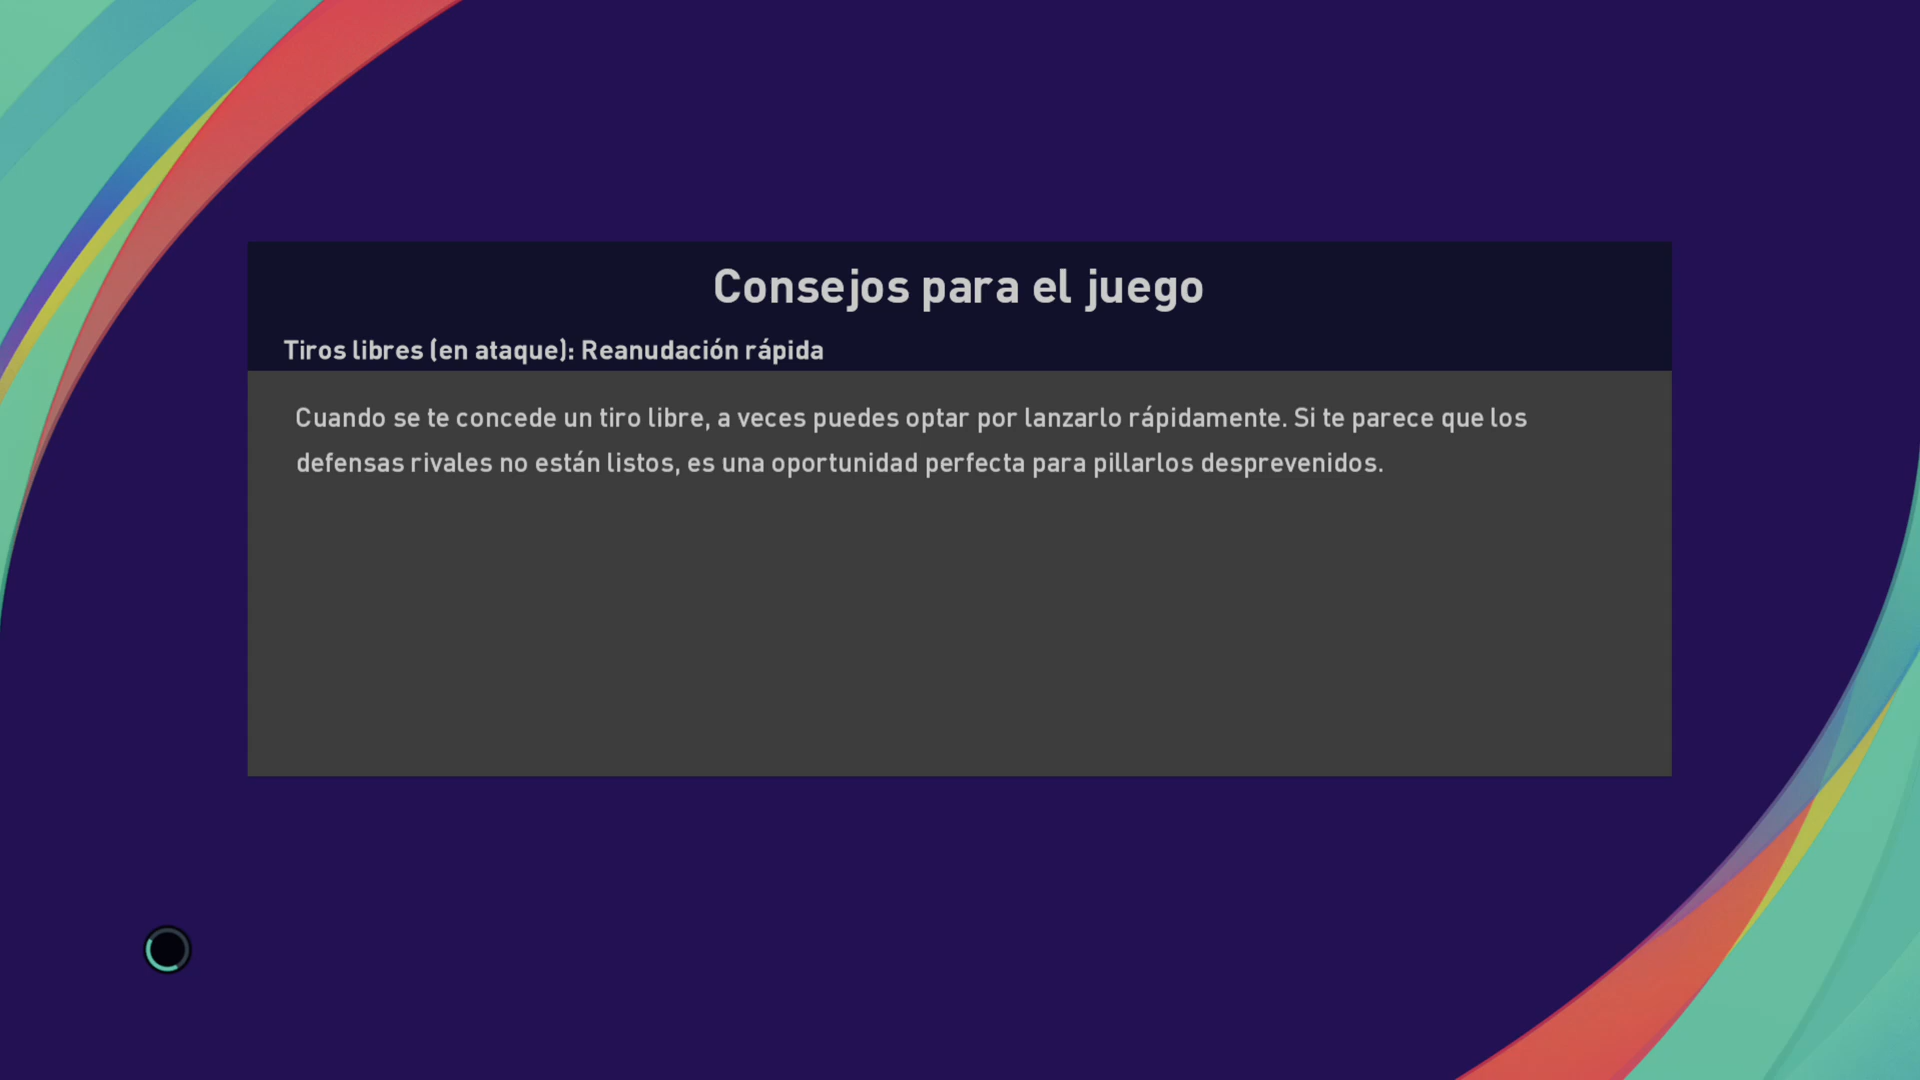 Consejos para el juego
Tiros libres (en ataque): Reanudación rápida
Cuando se te concede un tiro libre, a veces puedes optar por lanzarlo rápidamente. Si te parece que los
defensas rivales no están listos, es una oportunidad perfecta para pillarlos desprevenidos.